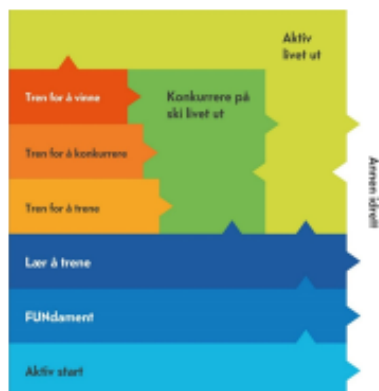 Aktiv
livet ut
Tren for å vinne
Konkurrere på
ski livet ut
Tren for å konkurrere
Tren for å trene
Annen idrett
Lær å trene
FUNdament
Aktiv start